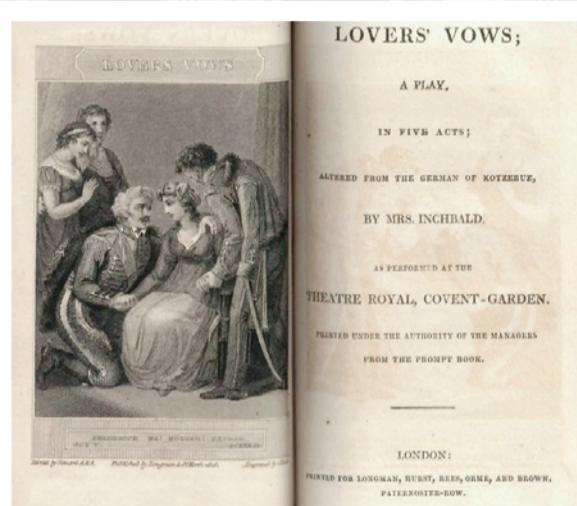 LOVERS VOWS
LOVERS' VOWS;
A PLAY,
IN FIVE ACTS;
ALTERED FROM THE GERMAN OF KOTZEBUE,
BY MRS. INCHBALD.
AS PERFORMED AT THE
THEATRE ROYAL, COVENT-GARDEN.
PRINTED UNDER THE AUTHORITY OF THE MANAGERS
FROM THE PROMPT BOOK.
LONDON:
PRINTED FOR LONGMAN, HURST, REES, ORME, AND BROWN,
PATERNOSTER-ROW.